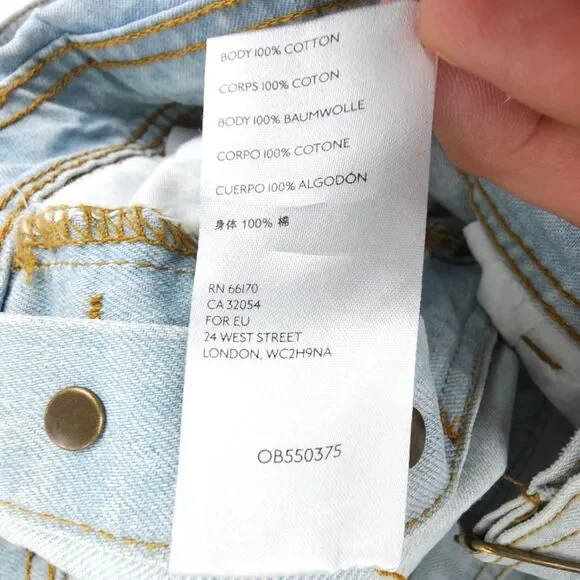 BODY 100% COTTON
CORPS 100% COTON
BODY 100% BAUMWOLLE
CORPO 100% COTONE
CUERPO 100% ALGODÓN
身体 100% 棉
RN 66170
CA 32054
FOR EU
24 WEST STREET
LONDON, WC2H9NA
OB550375